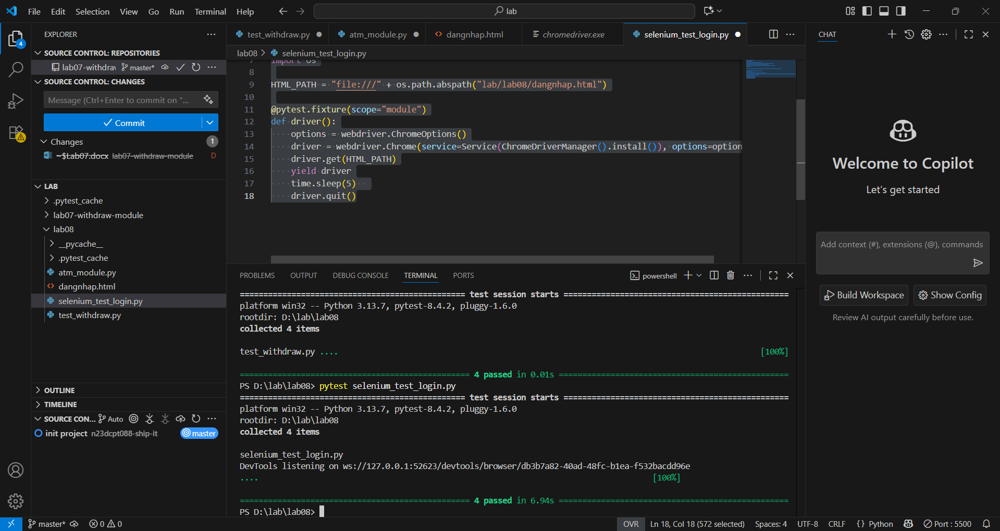 File Edit Selection View Go Run Terminal Help
lab
EXPLORER
SOURCE CONTROL: REPOSITORIES
lab07-withdraw master*
SOURCE CONTROL: CHANGES
Message (Ctrl+Enter to commit on "...
Commit
Changes 1
~$Lab07.docx lab07-withdraw-module D
LAB
.pytest_cache
lab07-withdraw-module
lab08
__pycache__
.pytest_cache
atm_module.py
dangnhap.html
selenium_test_login.py
test_withdraw.py
OUTLINE
TIMELINE
SOURCE CON... Auto
init project n23dcpt088-ship-it master
4
test_withdraw.py atm_module.py dangnhap.html chromedriver.exe selenium_test_login.py
lab08 > selenium_test_login.py
7 import os
8
9 HTML_PATH = "file:///" + os.path.abspath("lab/lab08/dangnhap.html")
10
11 @pytest.fixture(scope="module")
12 def driver():
13 options = webdriver.ChromeOptions()
14 driver = webdriver.Chrome(service=Service(ChromeDriverManager().install()), options=option
15 driver.get(HTML_PATH)
16 yield driver
17 time.sleep(5)
18 driver.quit()
PROBLEMS OUTPUT DEBUG CONSOLE TERMINAL PORTS
powershell
================================================ test session starts ================================================
platform win32 -- Python 3.13.7, pytest-8.4.2, pluggy-1.6.0
rootdir: D:\lab\lab08
collected 4 items
test_withdraw.py .... [100%]
================================================= 4 passed in 0.01s =================================================
PS D:\lab\lab08> pytest selenium_test_login.py
================================================ test session starts ================================================
platform win32 -- Python 3.13.7, pytest-8.4.2, pluggy-1.6.0
rootdir: D:\lab\lab08
collected 4 items
selenium_test_login.py
DevTools listening on ws://127.0.0.1:52623/devtools/browser/db3b7a82-40ad-48fc-b1ea-f532bacdd96e
.... [100%]
================================================= 4 passed in 6.94s =================================================
PS D:\lab\lab08>
CHAT
Welcome to Copilot
Let's get started
Add context (#), extensions (@), commands
Build Workspace Show Config
Review AI output carefully before use.
master* 0 0 OVR Ln 18, Col 18 (572 selected) Spaces: 4 UTF-8 CRLF {} Python Port : 5500